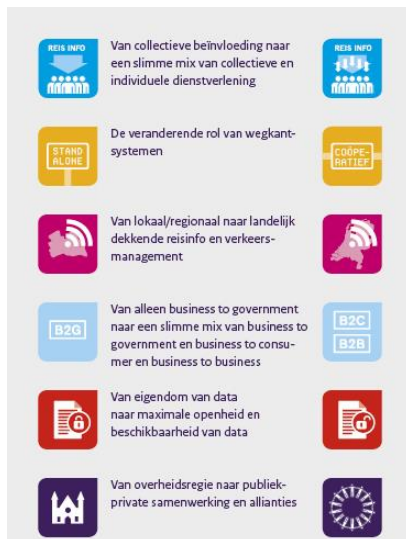 REIS INFO
Van collectieve beïnvloeding naar
een slimme mix van collectieve en
individuele dienstverlening
REIS INFO
STAND
ALONE
De veranderende rol van wegkant-
systemen
COÖPE-
RATIEF
Van lokaal/regionaal naar landelijk
dekkende reisinfo en verkeers-
management
B2G
Van alleen business to government
naar een slimme mix van business to
government en business to consu-
mer en business to business
B2C
B2B
Van eigendom van data
naar maximale openheid en
beschikbaarheid van data
Van overheidsregie naar publiek-
private samenwerking en allianties